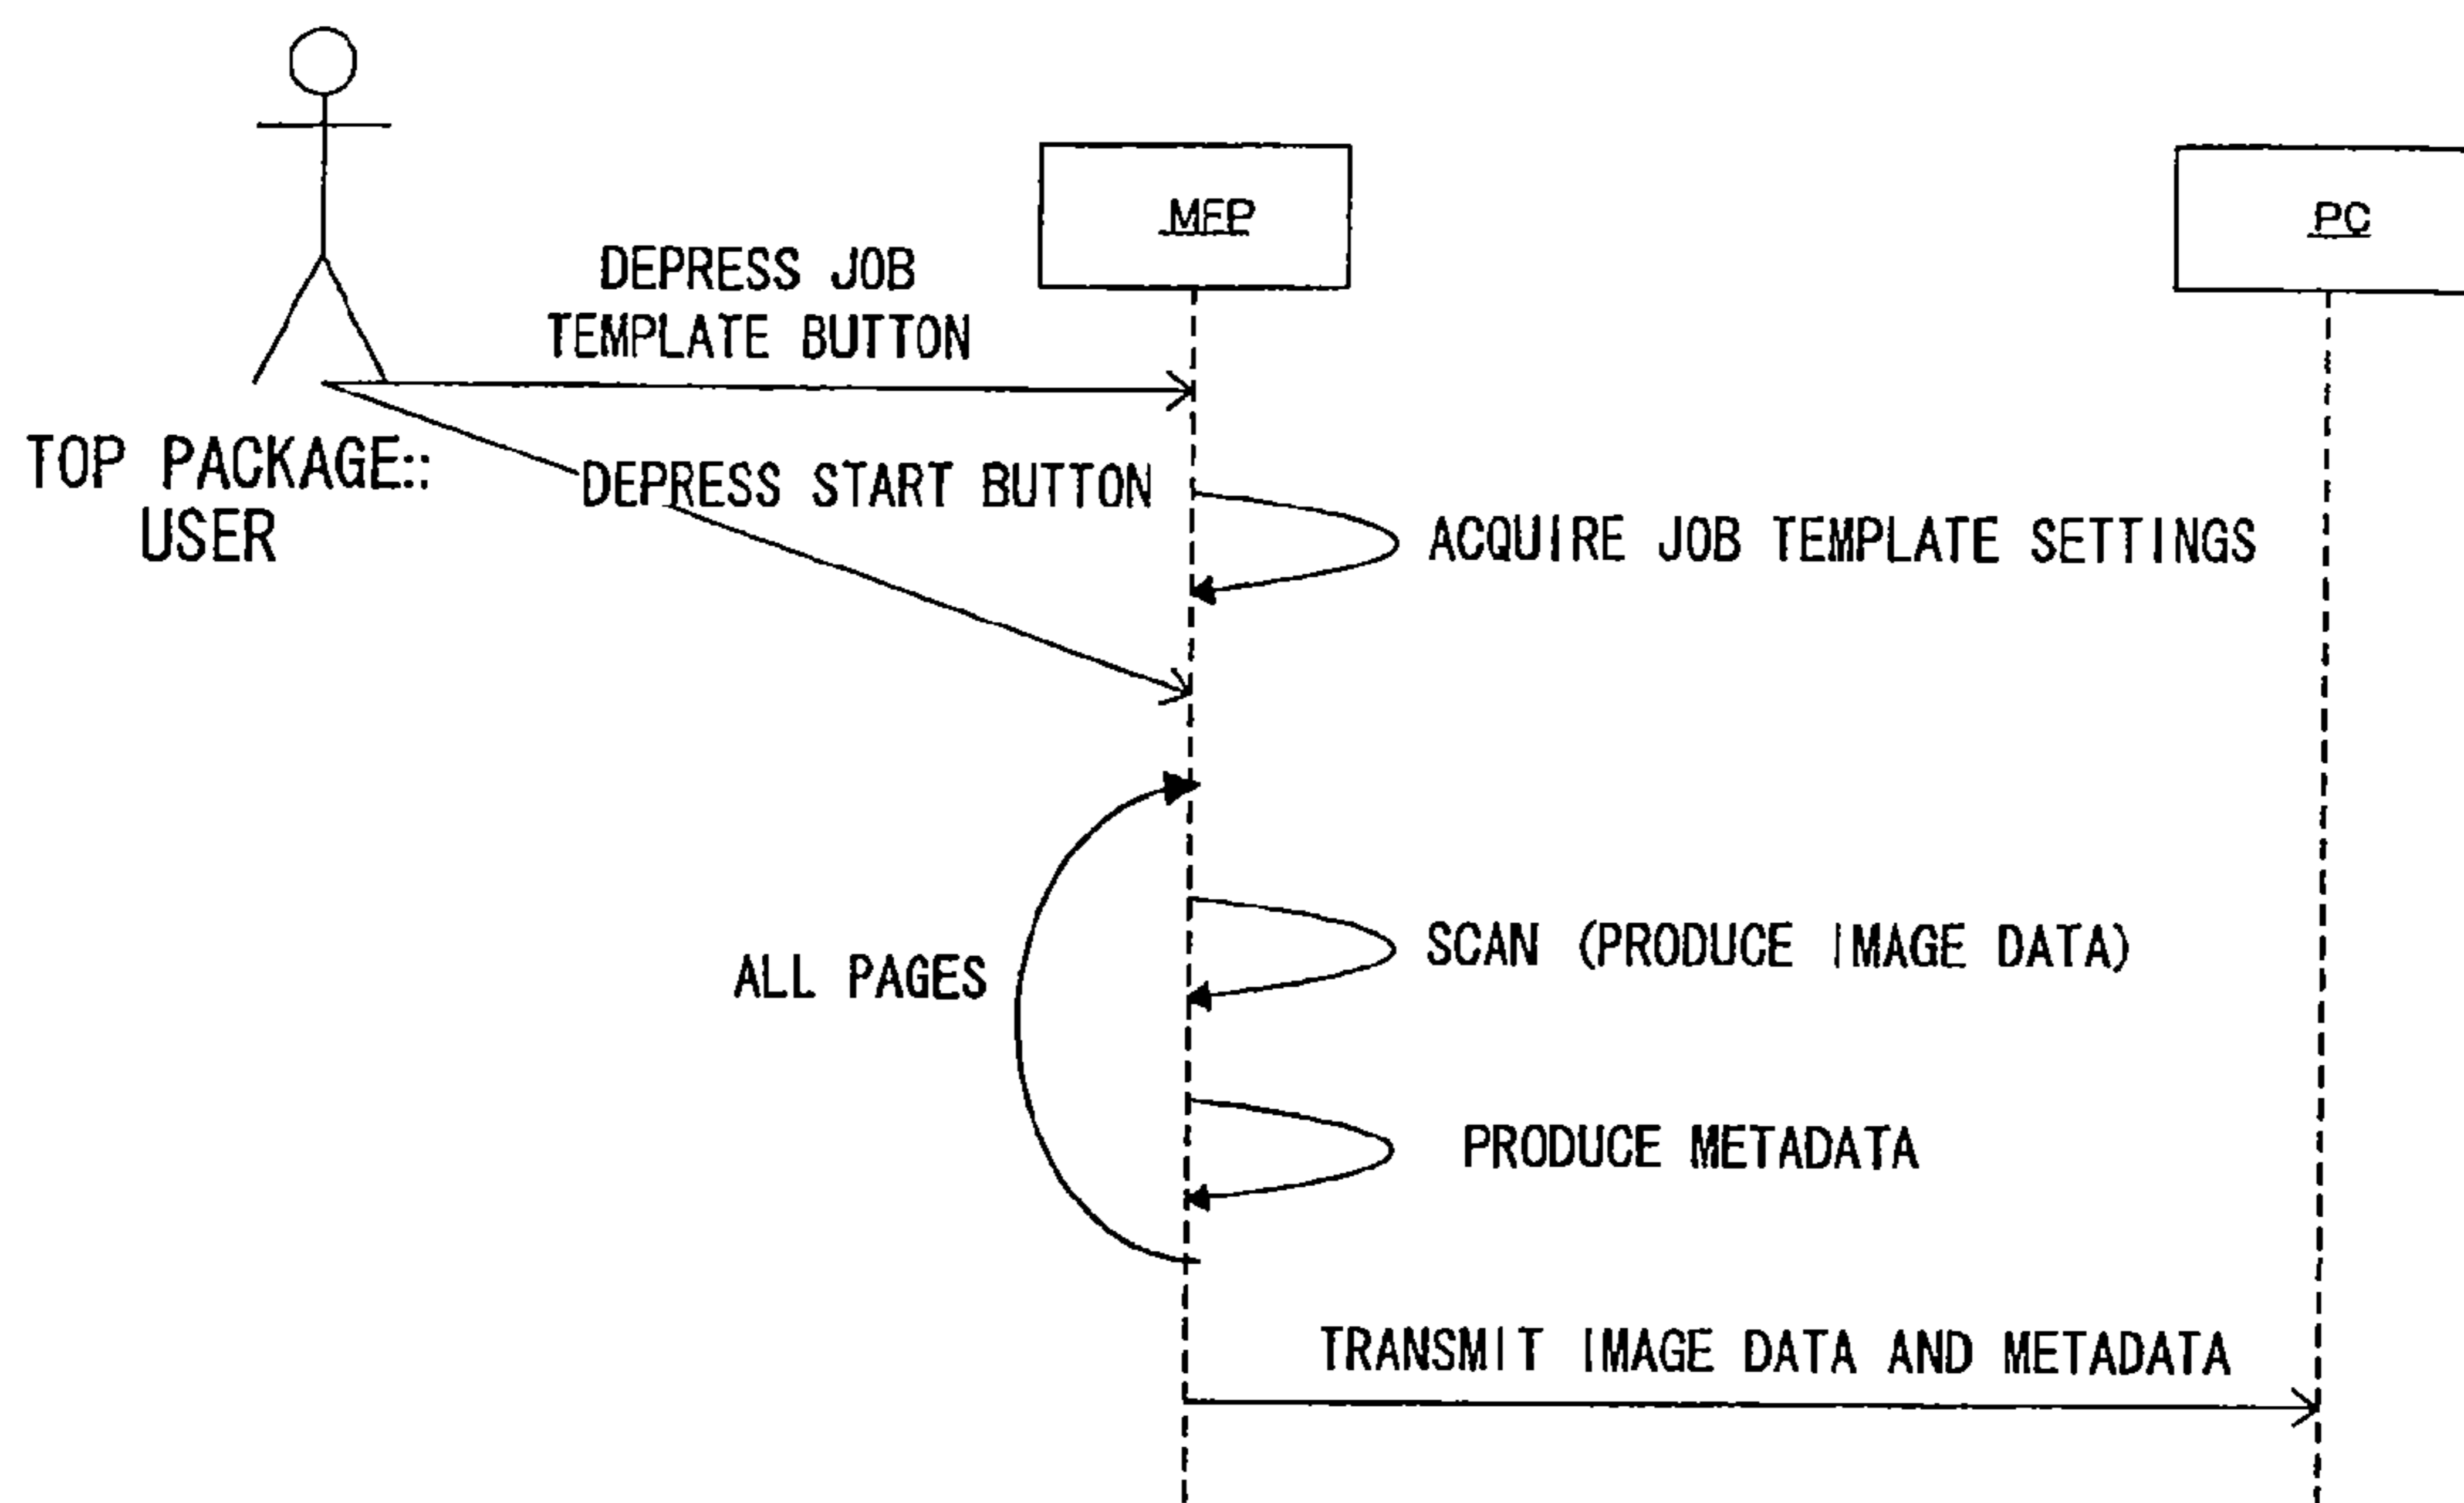 MFP
PC
DEPRESS JOB
TEMPLATE BUTTON
TOP PACKAGE::
USER
DEPRESS START BUTTON
ACQUIRE JOB TEMPLATE SETTINGS
ALL PAGES
SCAN (PRODUCE IMAGE DATA)
PRODUCE METADATA
TRANSMIT IMAGE DATA AND METADATA